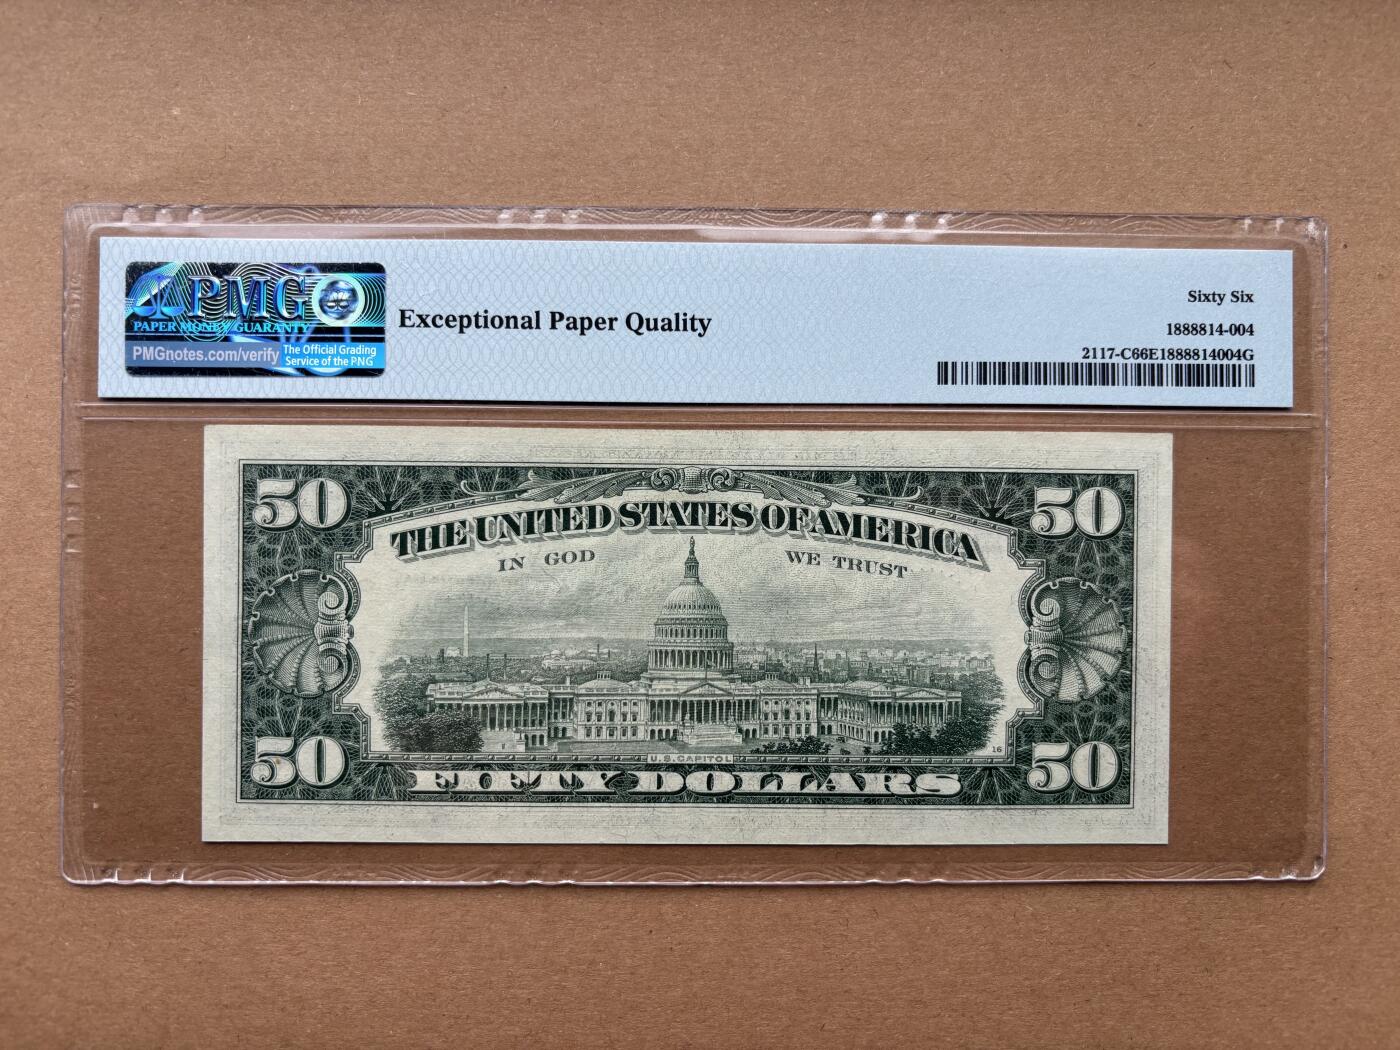 PMG
PAPER MONEY GUARANTY
PMGnotes.com/verify
The Official Grading
Service of the PNG
Exceptional Paper Quality
Sixty Six
1888814-004
2117-C66E1888814004G
50
50
THE UNITED STATES OF AMERICA
IN GOD WE TRUST
16
U.S. CAPITOL
50
50
FIFTY DOLLARS